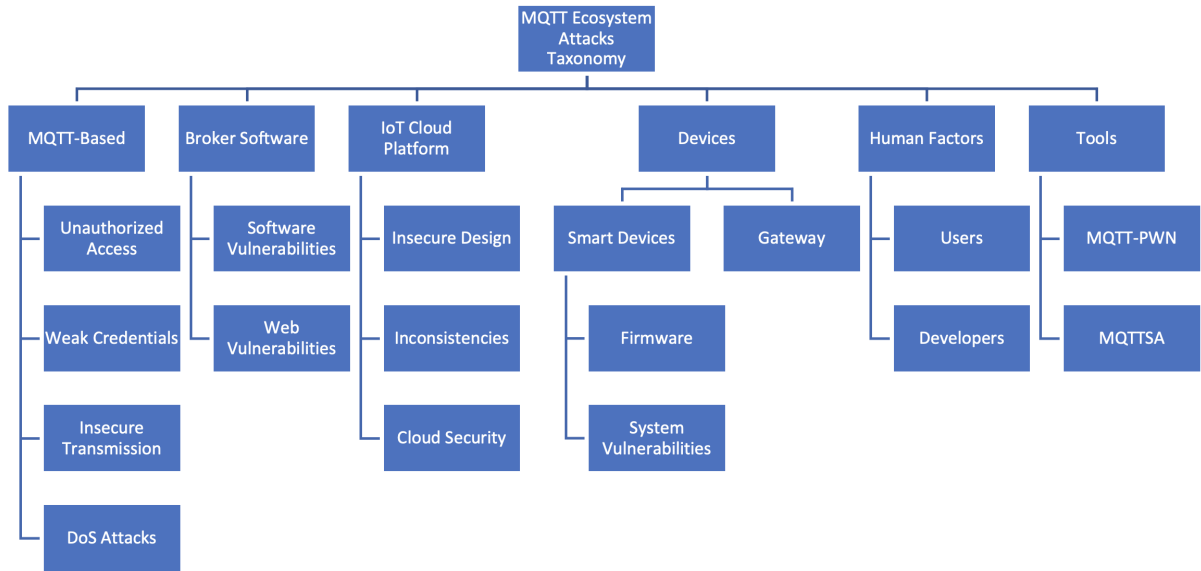 MQTT Ecosystem
Attacks
Taxonomy
MQTT-Based
Broker Software
IoT Cloud
Platform
Devices
Human Factors
Tools
Unauthorized
Access
Software
Vulnerabilities
Insecure Design
Smart Devices
Gateway
Users
MQTT-PWN
Weak Credentials
Web
Vulnerabilities
Inconsistencies
Firmware
Developers
MQTTSA
Insecure
Transmission
Cloud Security
System
Vulnerabilities
DoS Attacks